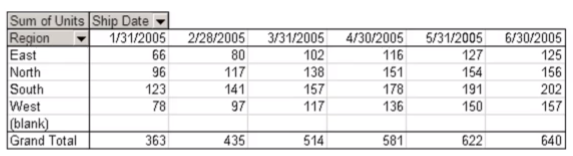 Sum of Units Ship Date
Region 1/31/2005 2/28/2005 3/31/2005 4/30/2005 5/31/2005 6/30/2005
East 66 80 102 116 127 125
North 96 117 138 151 154 156
South 123 141 157 178 191 202
West 78 97 117 136 150 157
(blank)
Grand Total 363 435 514 581 622 640